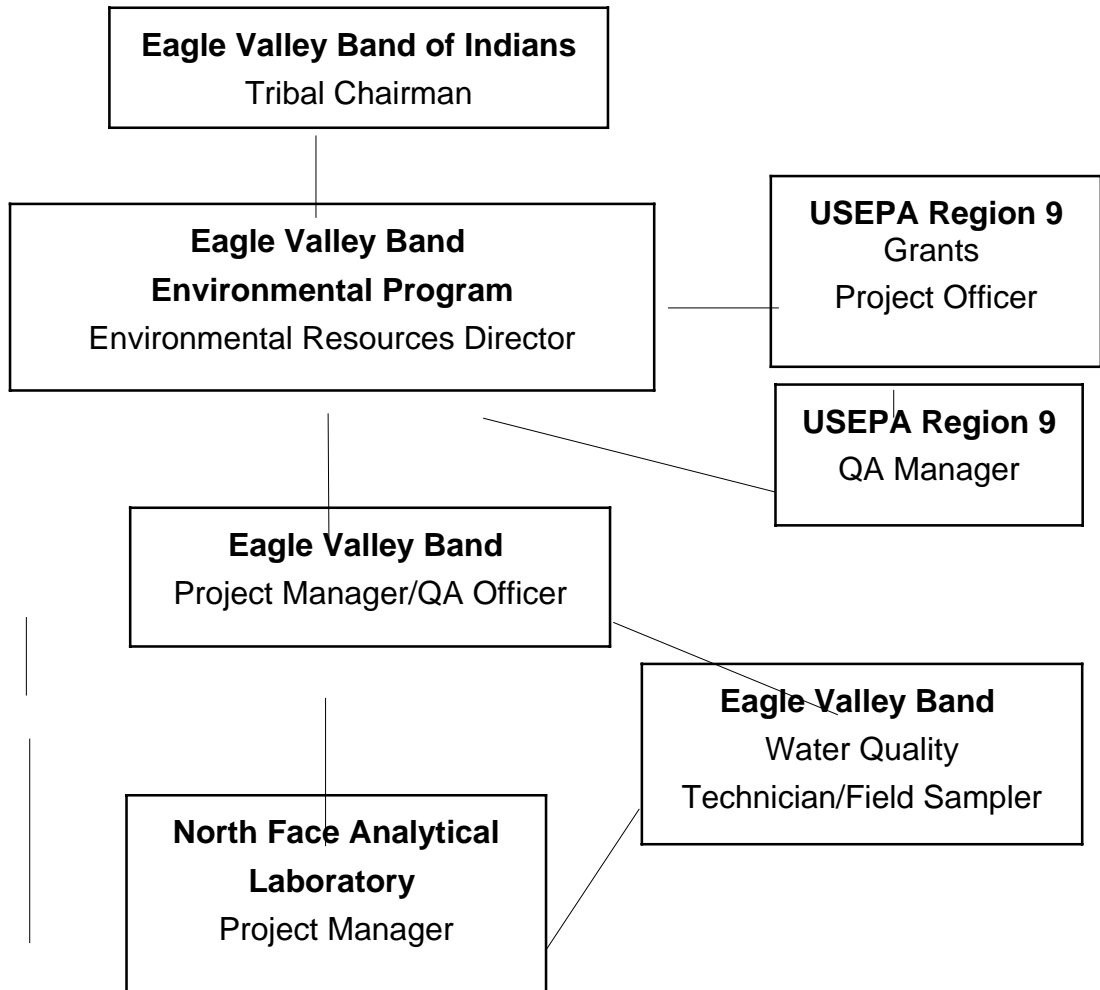 Eagle Valley Band of Indians
Tribal Chairman
Eagle Valley Band
Environmental Program
Environmental Resources Director
USEPA Region 9
Grants
Project Officer
USEPA Region 9
QA Manager
Eagle Valley Band
Project Manager/QA Officer
Eagle Valley Band
Water Quality
Technician/Field Sampler
North Face Analytical
Laboratory
Project Manager